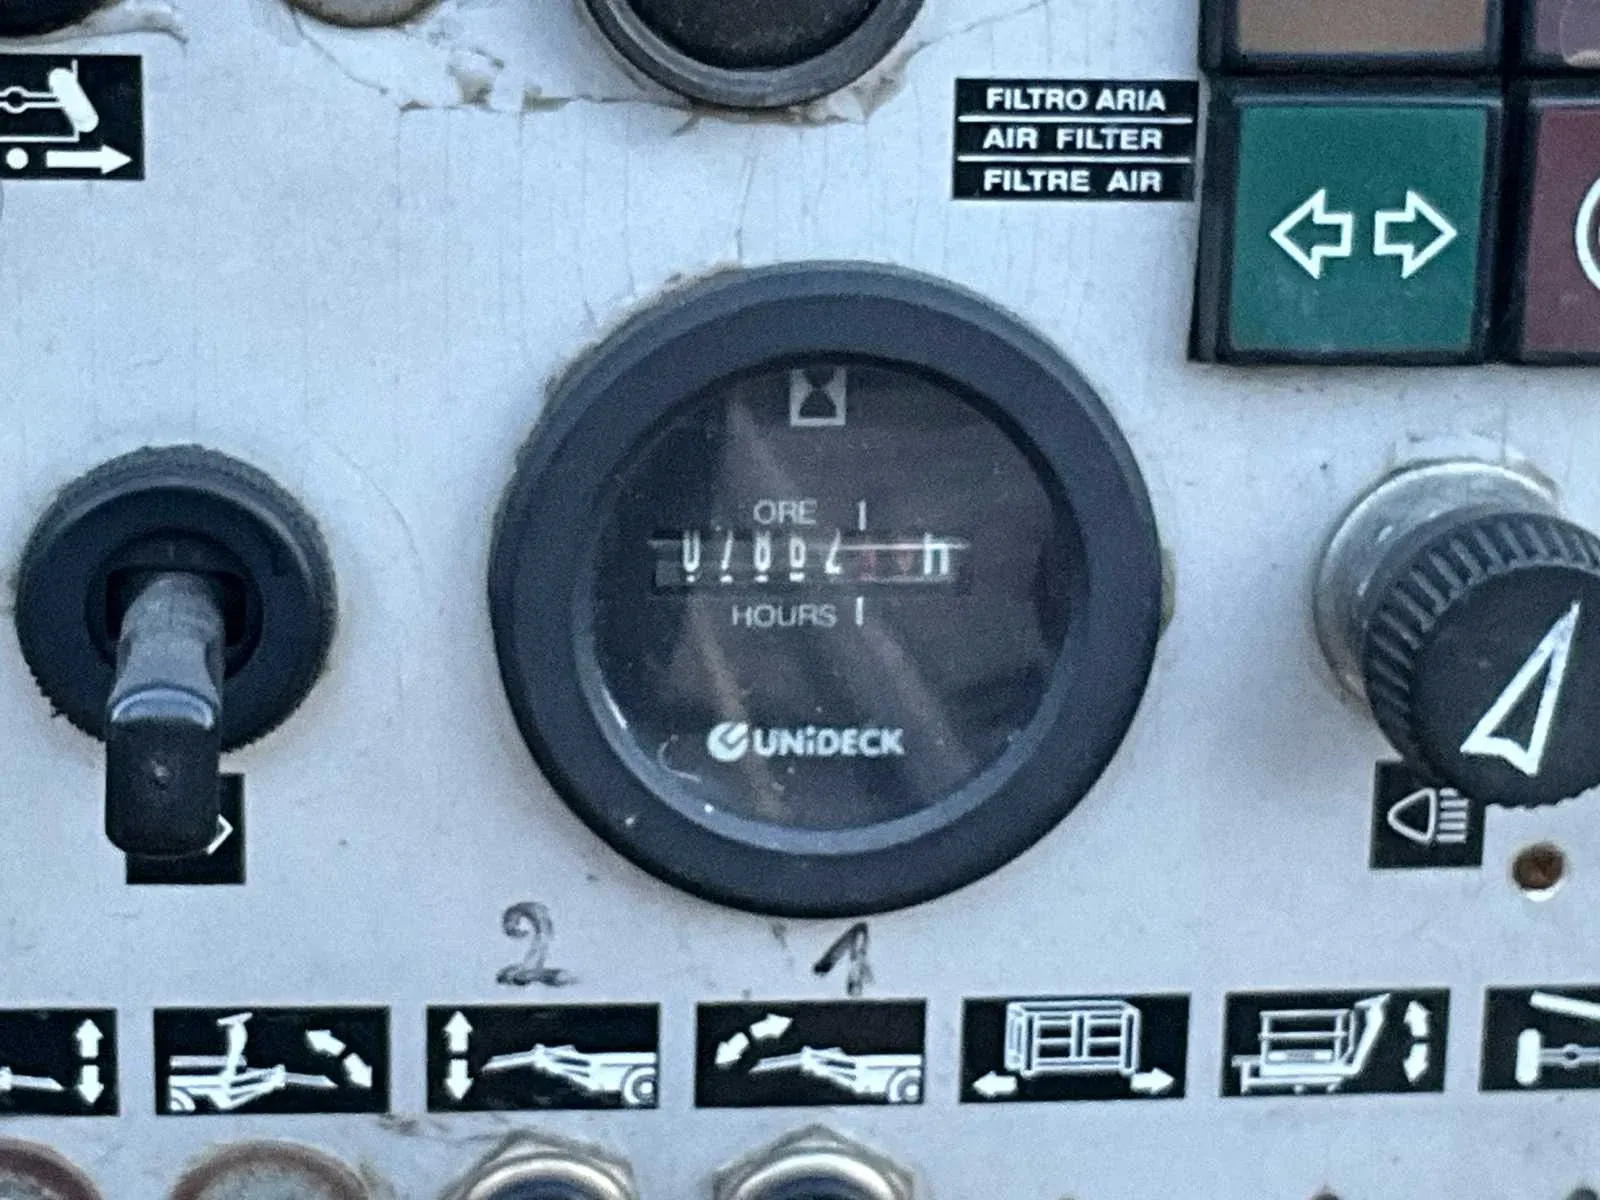 FILTRO ARIA
AIR FILTER
FILTRE AIR
ORE
h
HOURS
UNiDECK
2 1